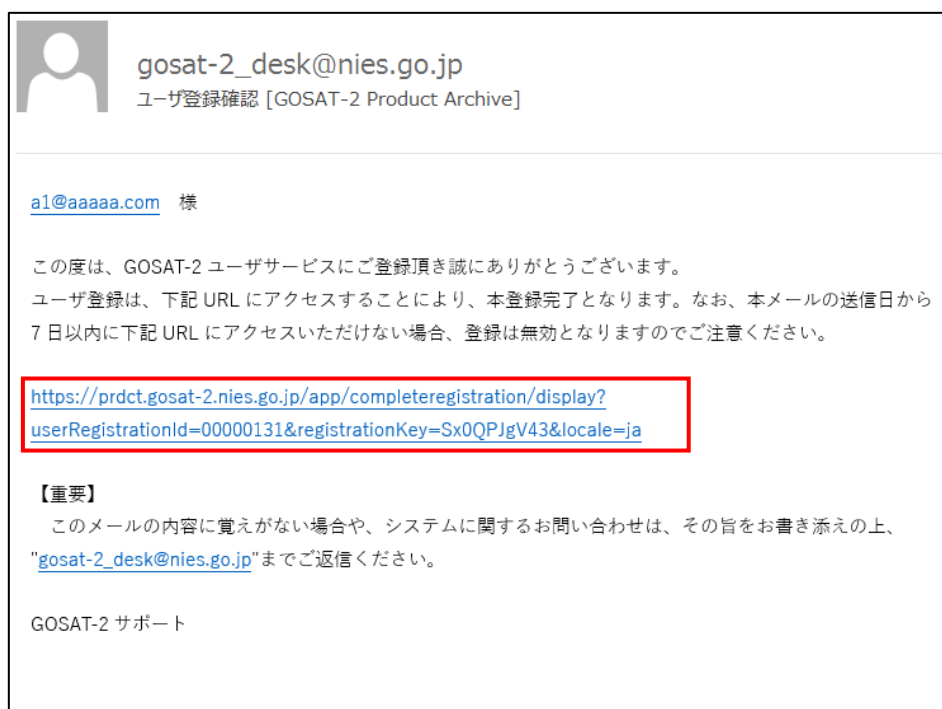 gosat-2_desk@nies.go.jp
ユーザ登録確認 [GOSAT-2 Product Archive]
a1@aaaaa.com　様
この度は、GOSAT-2 ユーザサービスにご登録頂き誠にありがとうございます。
ユーザ登録は、下記 URL にアクセスすることにより、本登録完了となります。なお、本メールの送信日から
7 日以内に下記 URL にアクセスいただけない場合、登録は無効となりますのでご注意ください。
https://prdct.gosat-2.nies.go.jp/app/completeregistration/display?
userRegistrationId=00000131&registrationKey=Sx0QPJgV43&locale=ja
【重要】
このメールの内容に覚えがない場合や、システムに関するお問い合わせは、その旨をお書き添えの上、
"gosat-2_desk@nies.go.jp"までご返信ください。
GOSAT-2 サポート